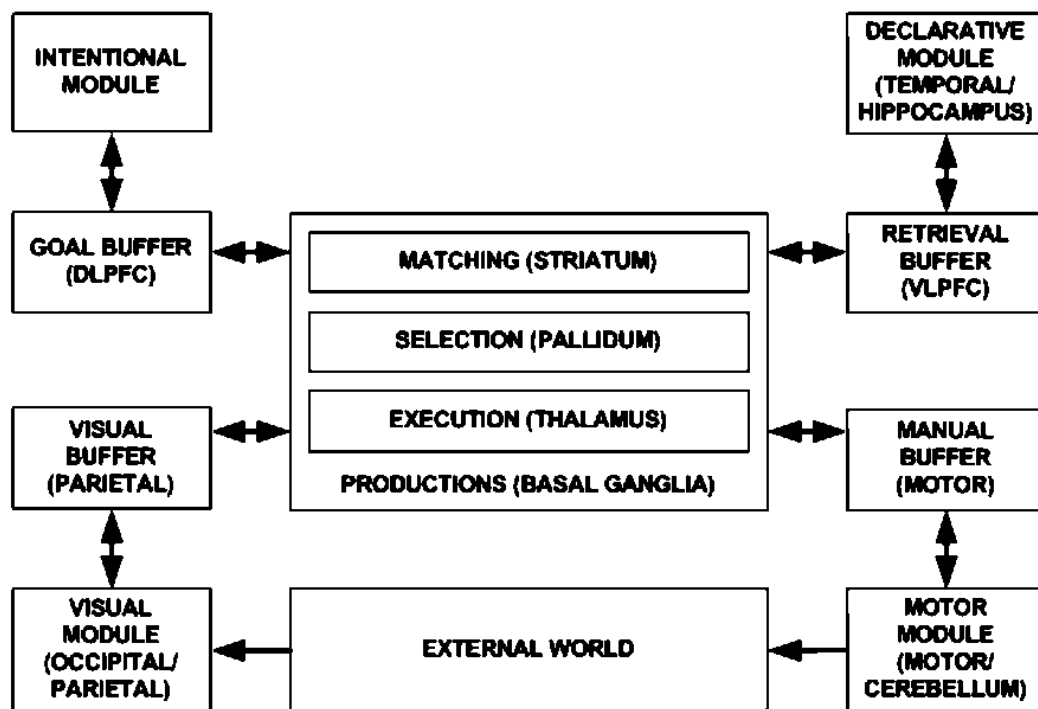 INTENTIONAL
MODULE
DECLARATIVE
MODULE
(TEMPORAL/
HIPPOCAMPUS)
GOAL BUFFER
(DLPFC)
MATCHING (STRIATUM)
SELECTION (PALLIDUM)
EXECUTION (THALAMUS)
PRODUCTIONS (BASAL GANGLIA)
RETRIEVAL
BUFFER
(VLPFC)
VISUAL
BUFFER
(PARIETAL)
MANUAL
BUFFER
(MOTOR)
VISUAL
MODULE
(OCCIPITAL/
PARIETAL)
EXTERNAL WORLD
MOTOR
MODULE
(MOTOR/
CEREBELLUM)